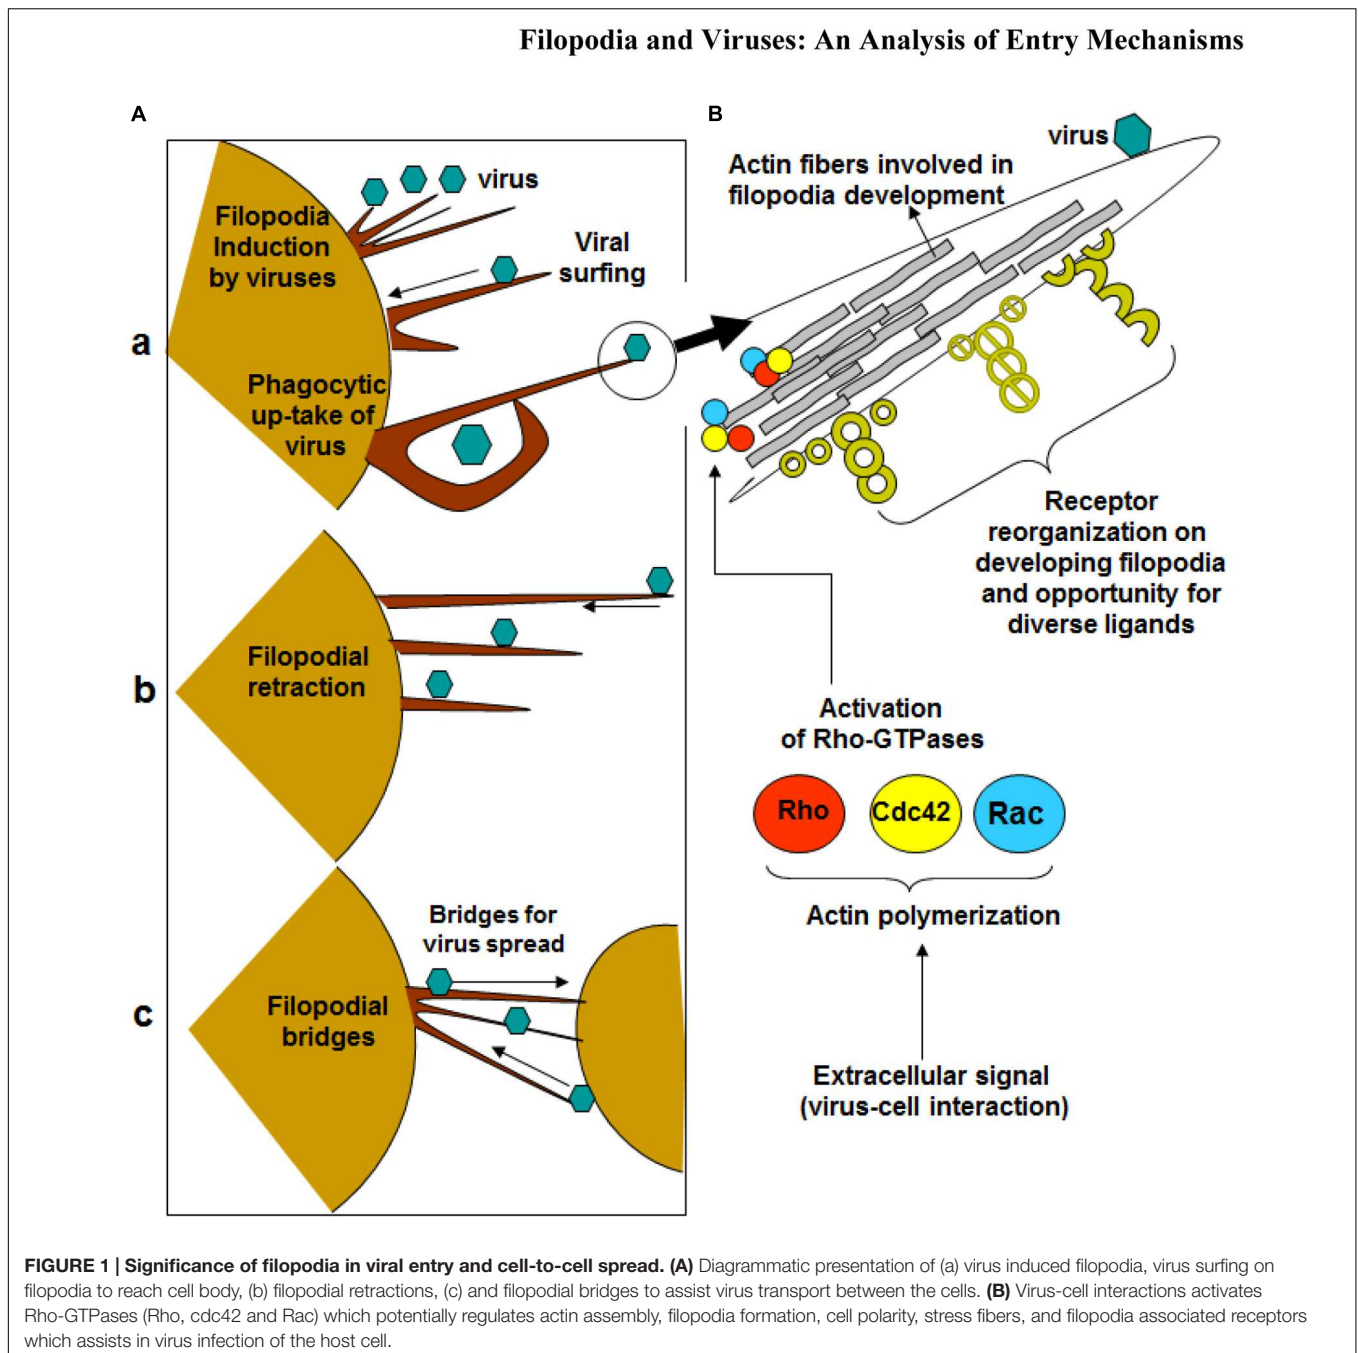 Filopodia and Viruses: An Analysis of Entry Mechanisms
A
virus
Filopodia
Induction
by viruses
Viral
surfing
a
Phagocytic
up-take of
virus
b
Filopodial
retraction
Bridges for
virus spread
c
Filopodial
bridges
B
virus
Actin fibers involved in
filopodia development
Receptor
reorganization on
developing filopodia
and opportunity for
diverse ligands
Activation
of Rho-GTPases
Rho
Cdc42
Rac
Actin polymerization
Extracellular signal
(virus-cell interaction)
FIGURE 1 | Significance of filopodia in viral entry and cell-to-cell spread. (A) Diagrammatic presentation of (a) virus induced filopodia, virus surfing on
filopodia to reach cell body, (b) filopodial retractions, (c) and filopodial bridges to assist virus transport between the cells. (B) Virus-cell interactions activates
Rho-GTPases (Rho, cdc42 and Rac) which potentially regulates actin assembly, filopodia formation, cell polarity, stress fibers, and filopodia associated receptors
which assists in virus infection of the host cell.